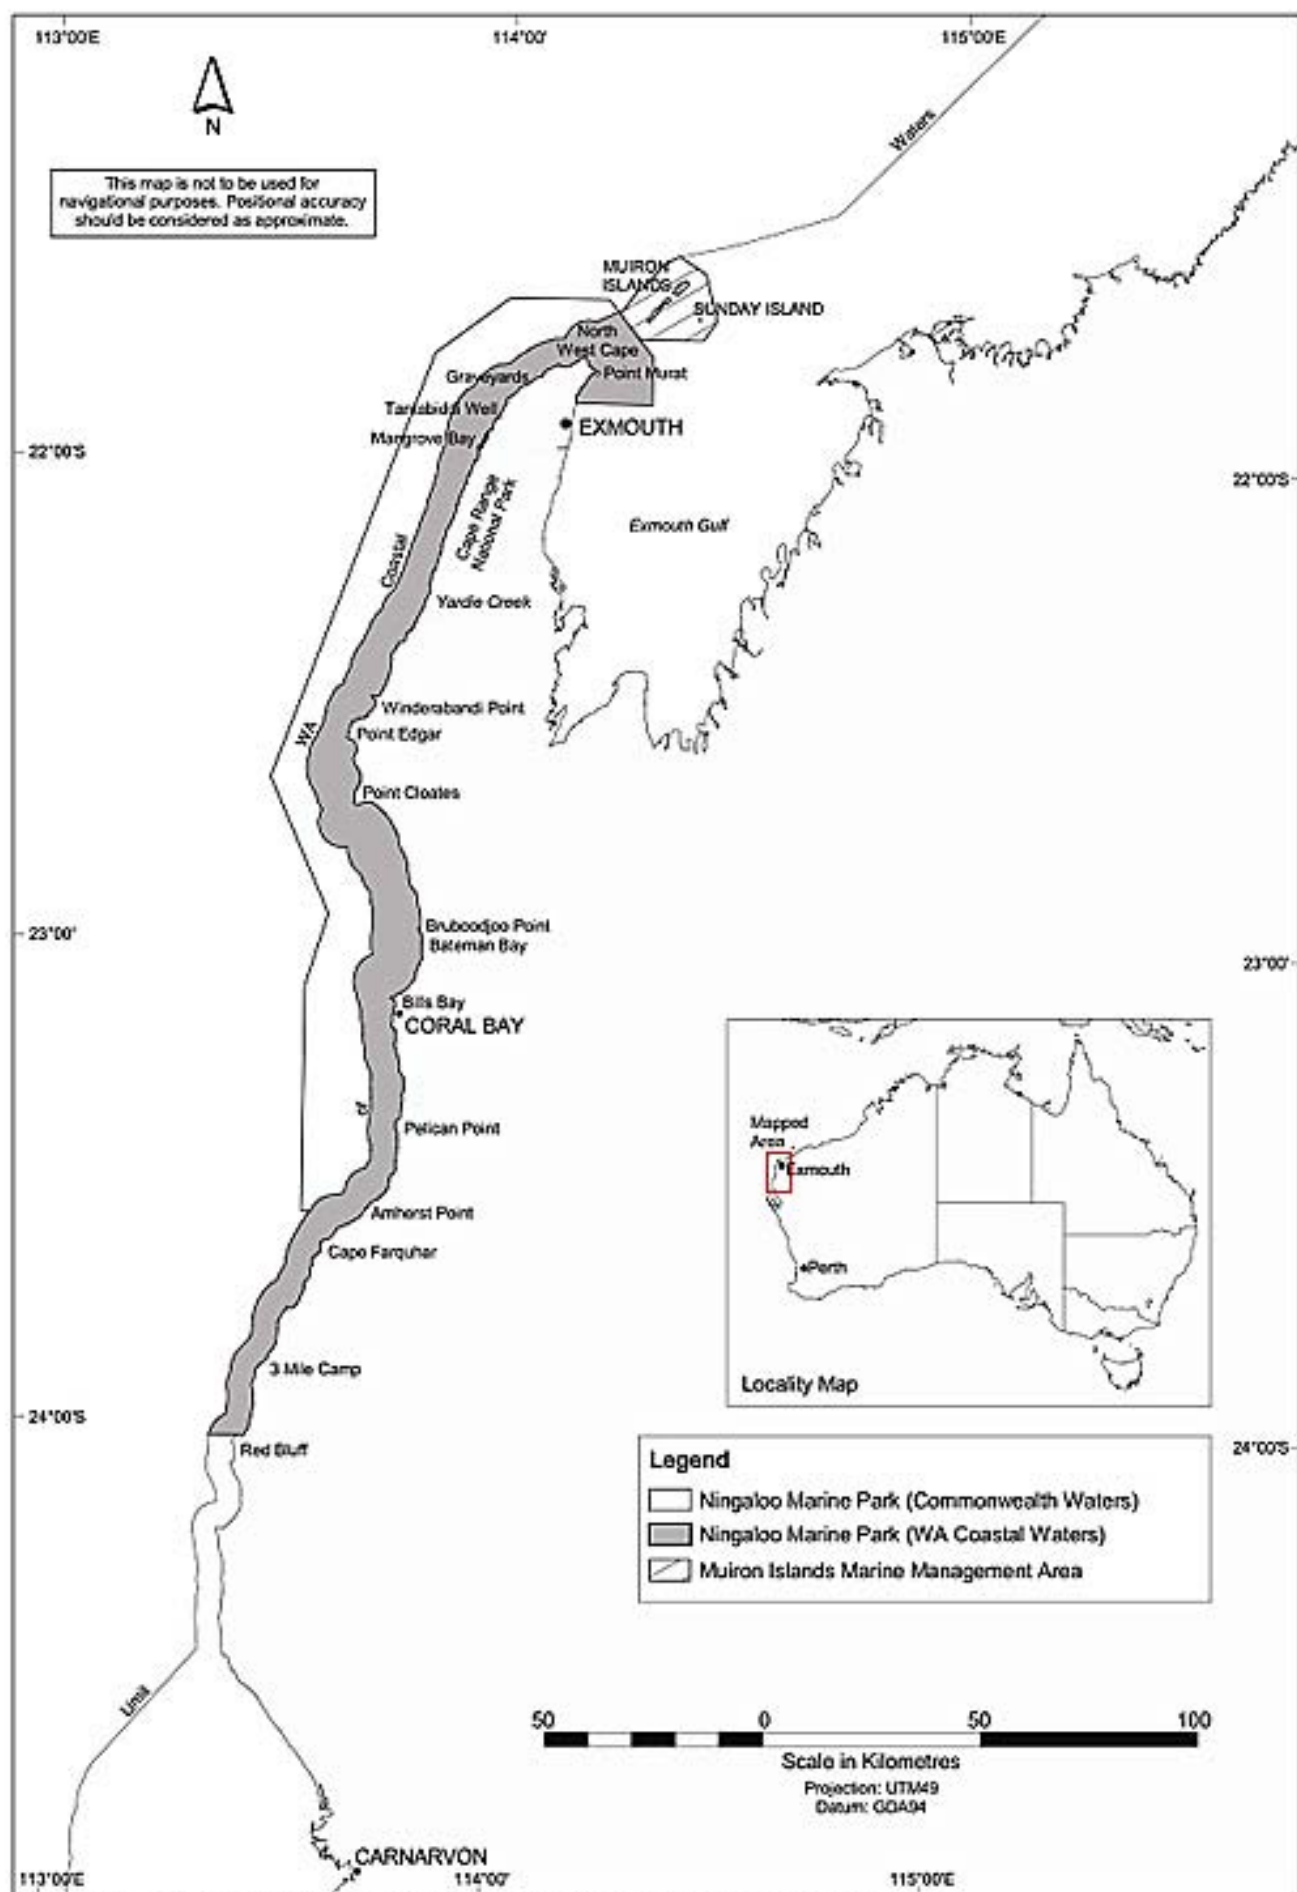 113°00'E
114°00'
115°00'E
N
This map is not to be used for
navigational purposes. Positional accuracy
should be considered as approximate.
Waters
MUIRON
ISLANDS
SUNDAY ISLAND
North
West Cape
Point Murat
Graveyards
Tantabiddi Well
Mangrove Bay
EXMOUTH
22°00'S
22°00'S
Cape Range
National Park
Exmouth Gulf
Coastal
Yardie Creek
Winderabandi Point
WA
Point Edgar
Point Cloates
Bruboodjoo Point
Bateman Bay
23°00'
23°00'
Bills Bay
CORAL BAY
of
Pelican Point
Amherst Point
Cape Farquhar
3 Mile Camp
24°00'S
24°00'S
Red Bluff
Mapped
Area
Exmouth
Perth
Locality Map
Legend
Ningaloo Marine Park (Commonwealth Waters)
Ningaloo Marine Park (WA Coastal Waters)
Muiron Islands Marine Management Area
Limit
50 0 50 100
Scale in Kilometres
Projection: UTM49
Datum: GDA94
CARNARVON
113°00'E
114°00'
115°00'E